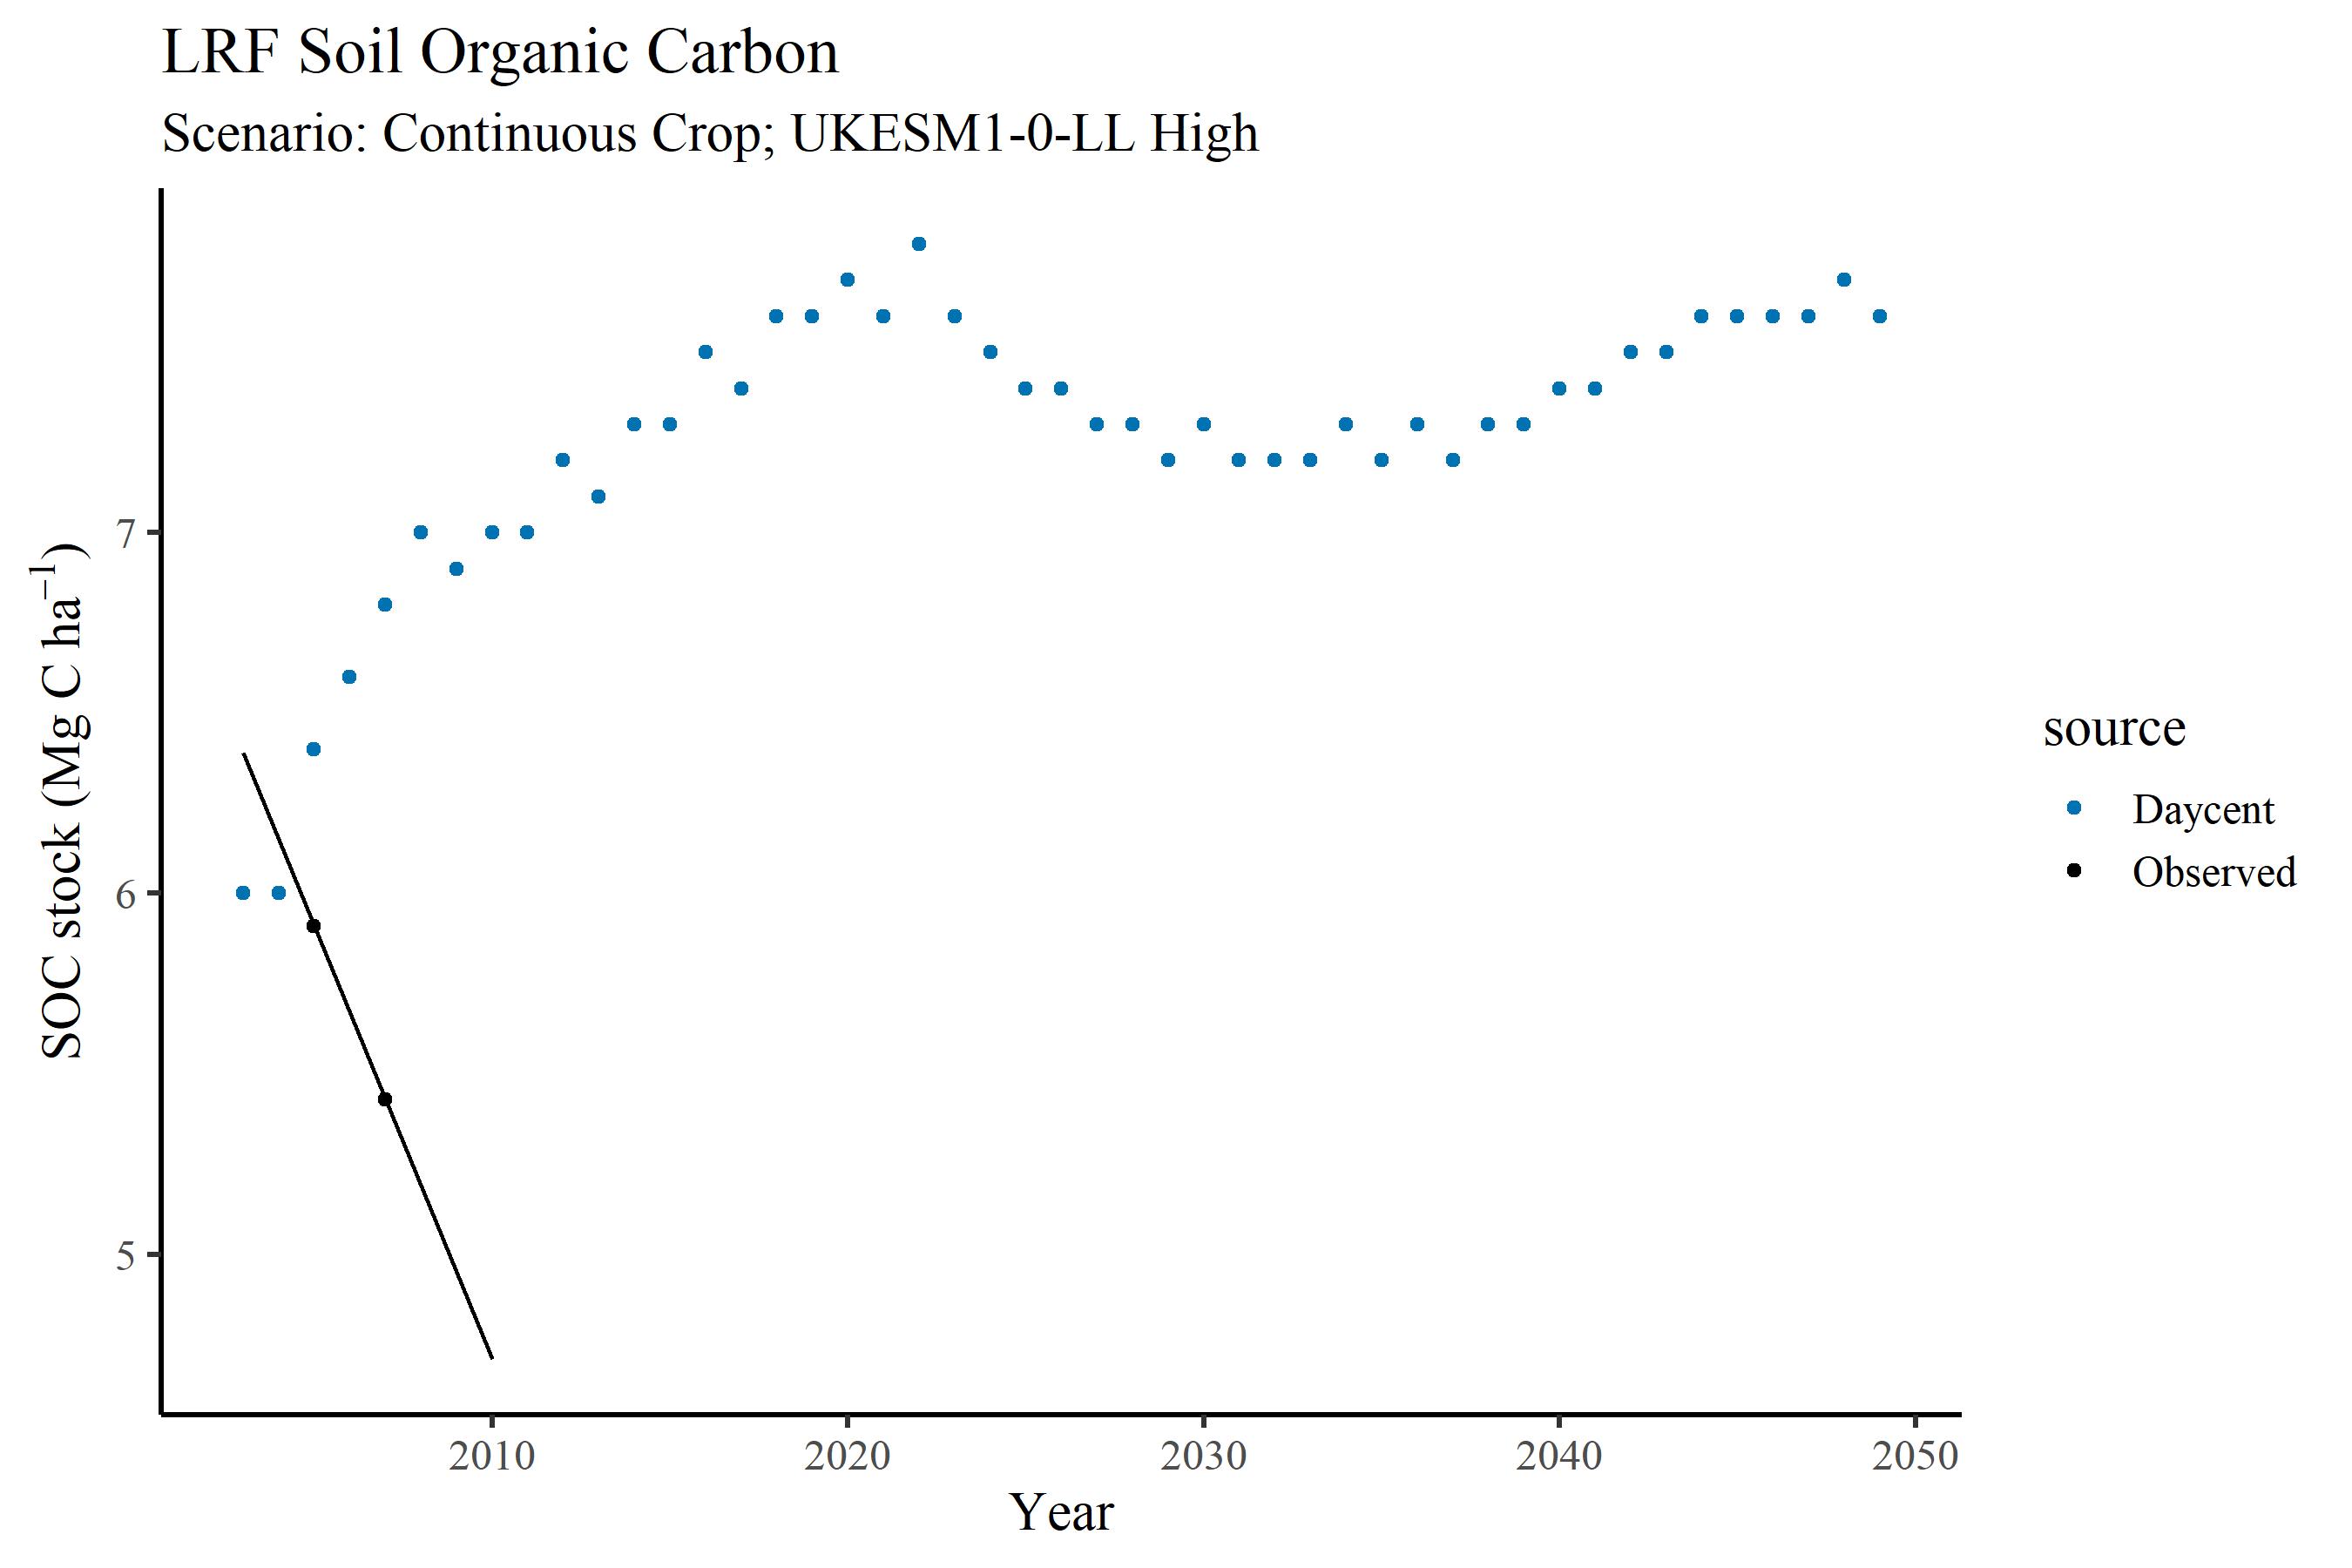 LRF Soil Organic Carbon
Scenario: Continuous Crop; UKESM1-0-LL High
SOC stock (Mg C ha⁻¹)
7
6
5
2010 2020 2030 2040 2050
Year
source
Daycent
Observed